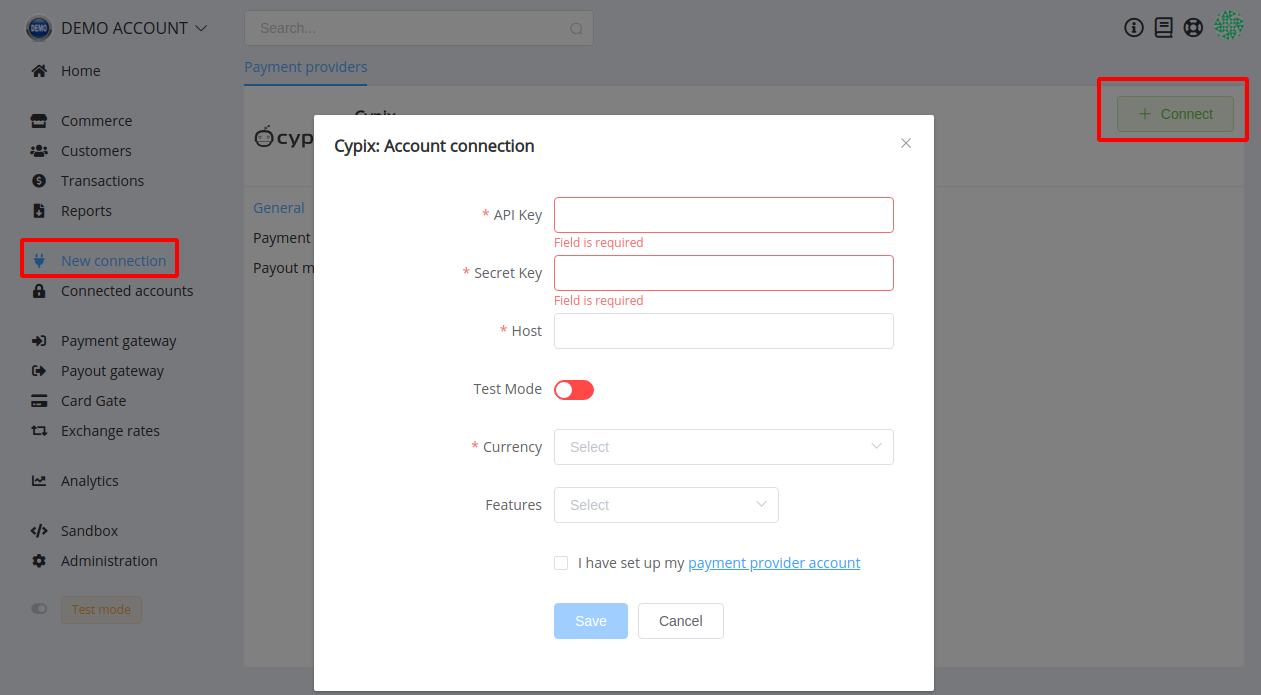 DEMO
DEMO ACCOUNT
Search...
Home
Commerce
Customers
Transactions
Reports
New connection
Connected accounts
Payment gateway
Payout gateway
Card Gate
Exchange rates
Analytics
Sandbox
Administration
Test mode
Payment providers
Cypix
cyp
+ Connect
General
Payment
Payout m
Cypix: Account connection
* API Key
Field is required
* Secret Key
Field is required
* Host
Test Mode
* Currency
Select
Features
Select
I have set up my payment provider account
Save
Cancel